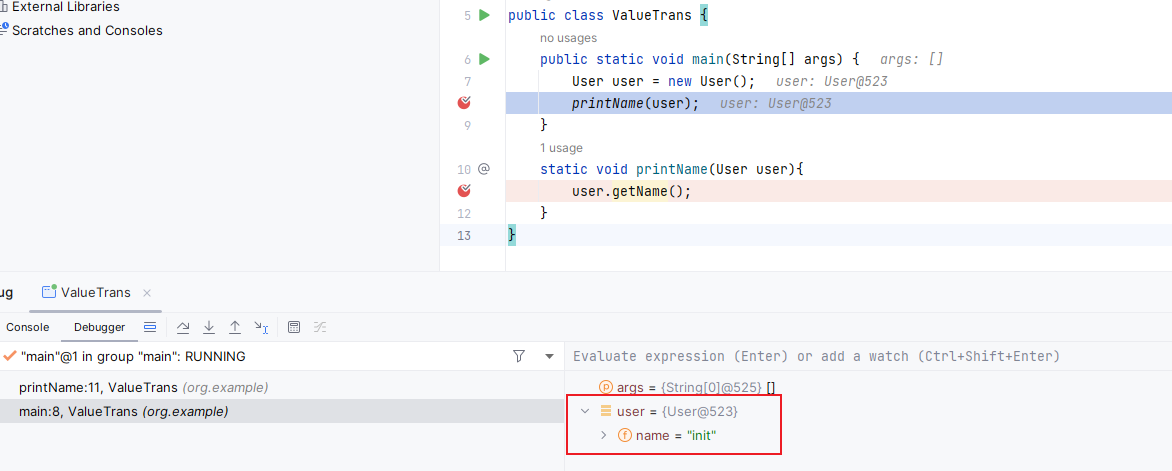 External Libraries
Scratches and Consoles
5 public class ValueTrans {
no usages
6 public static void main(String[] args) { args: []
7 User user = new User(); user: User@523
printName(user); user: User@523
9 }
1 usage
10 @ static void printName(User user){
user.getName();
12 }
13 }
ug ValueTrans ×
Console Debugger
"main"@1 in group "main": RUNNING
Evaluate expression (Enter) or add a watch (Ctrl+Shift+Enter)
printName:11, ValueTrans (org.example)
main:8, ValueTrans (org.example)
p args = {String[0]@525} []
user = {User@523}
f name = "init"